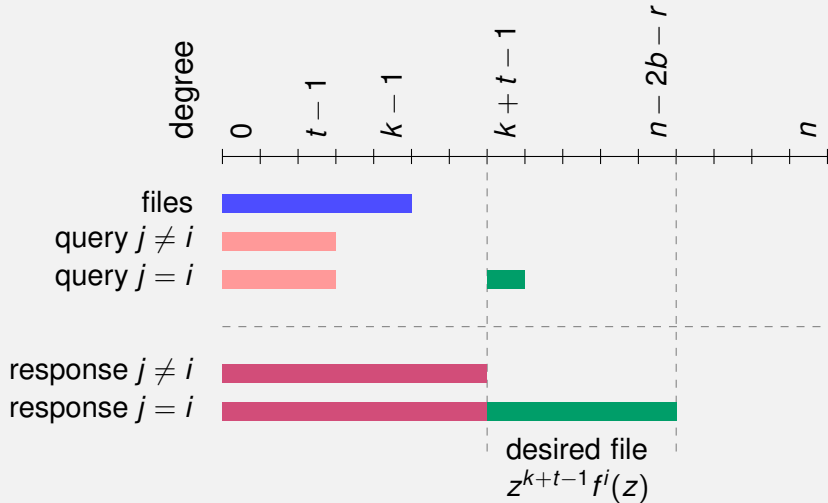 degree
0
t − 1
k − 1
k + t − 1
n − 2b − r
n
files
query j ≠ i
query j = i
response j ≠ i
response j = i
desired file
z^{k+t−1} f^i(z)